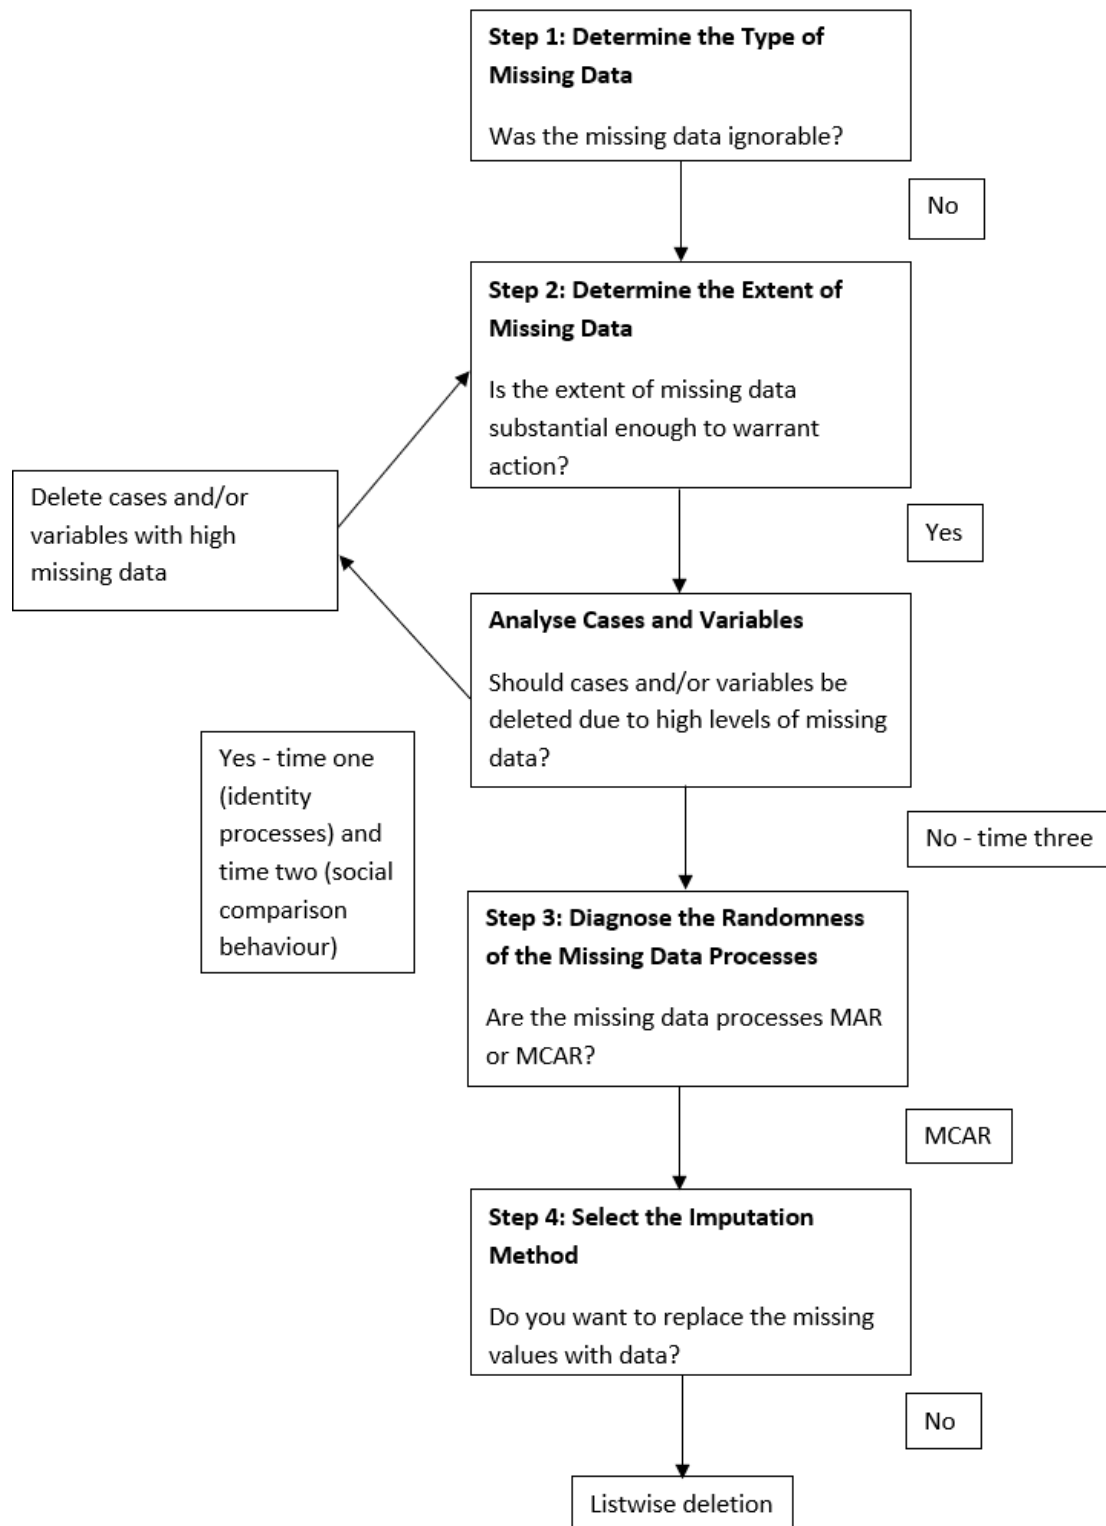 Step 1: Determine the Type of
Missing Data
Was the missing data ignorable?
No
Step 2: Determine the Extent of
Missing Data
Is the extent of missing data
substantial enough to warrant
action?
Delete cases and/or
variables with high
missing data
Yes
Analyse Cases and Variables
Should cases and/or variables be
deleted due to high levels of missing
data?
Yes - time one
(identity
processes) and
time two (social
comparison
behaviour)
No - time three
Step 3: Diagnose the Randomness
of the Missing Data Processes
Are the missing data processes MAR
or MCAR?
MCAR
Step 4: Select the Imputation
Method
Do you want to replace the missing
values with data?
No
Listwise deletion